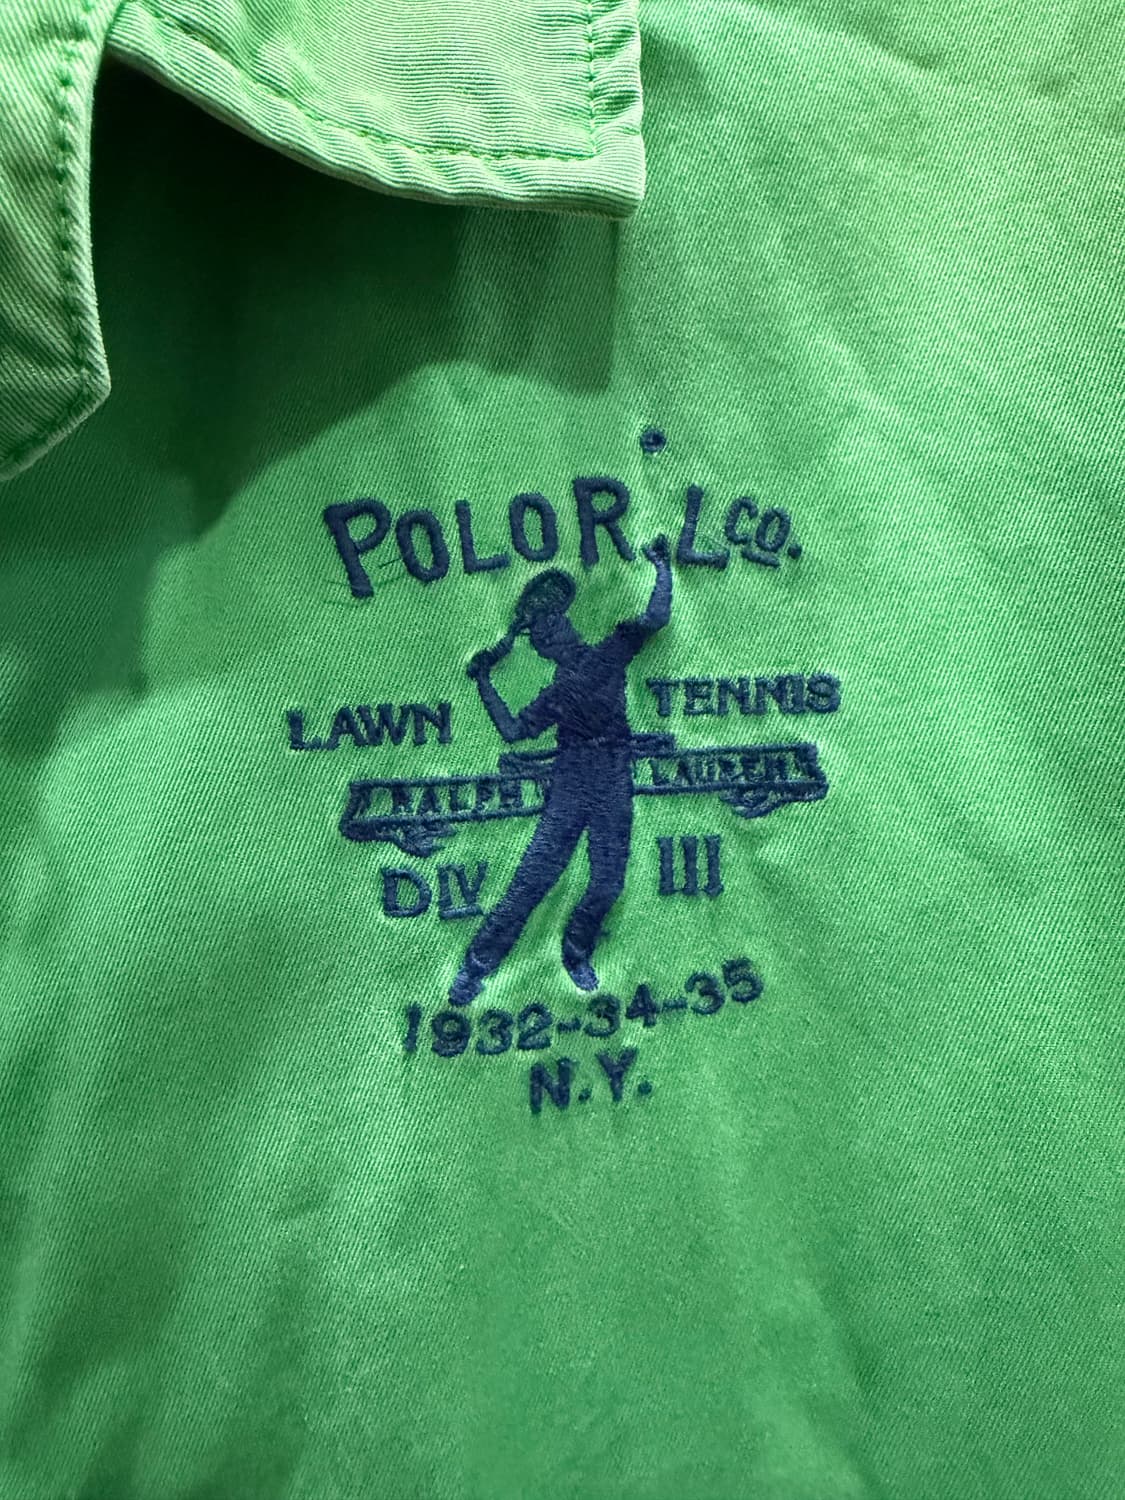 POLO R. L CO.
LAWN TENNIS
RALPH LAUREN
DIV III
1932-34-35
N.Y.